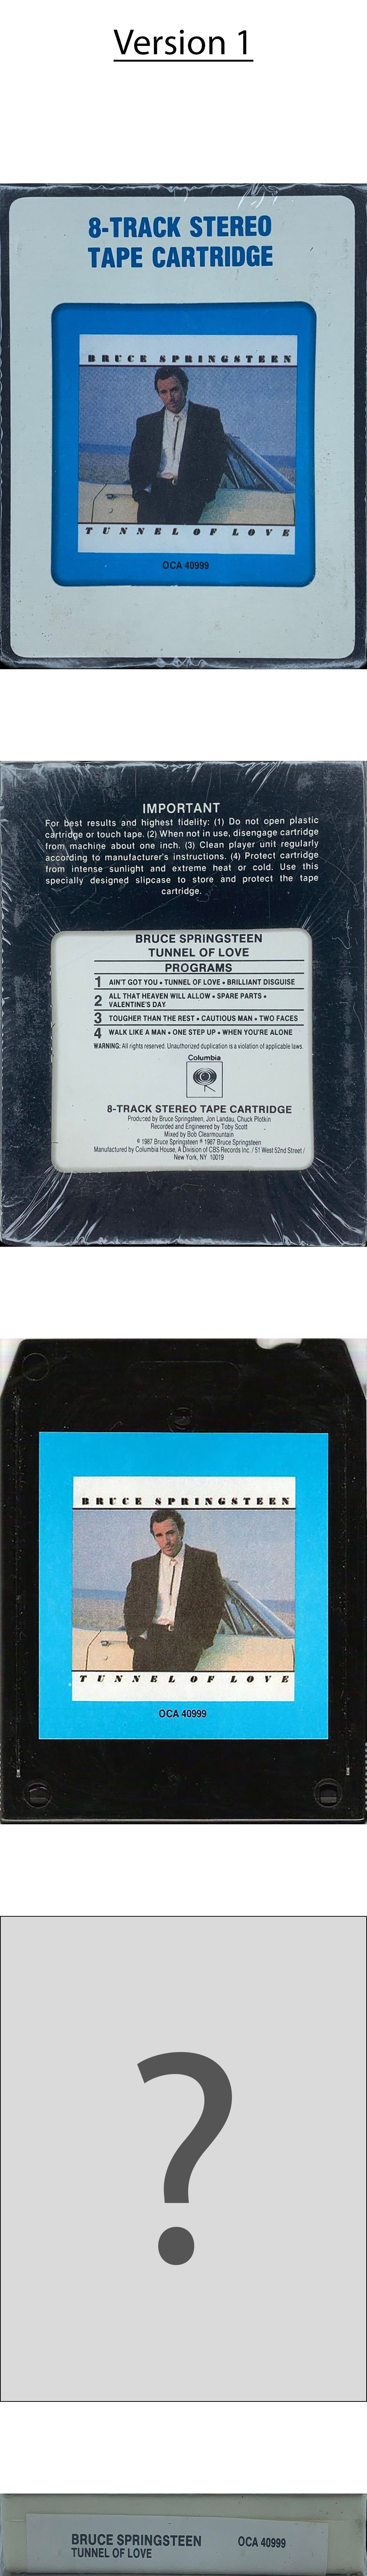 Version 1
8-TRACK STEREO
TAPE CARTRIDGE
BRUCE SPRINGSTEEN
TUNNEL OF LOVE
OCA 40999
IMPORTANT
For best results and highest fidelity: (1) Do not open plastic
cartridge or touch tape. (2) When not in use, disengage cartridge
from machine about one inch. (3) Clean player unit regularly
according to manufacturer's instructions. (4) Protect cartridge
from intense sunlight and extreme heat or cold. Use this
specially designed slipcase to store and protect the tape
cartridge.
BRUCE SPRINGSTEEN
TUNNEL OF LOVE
PROGRAMS
1 AIN'T GOT YOU • TUNNEL OF LOVE • BRILLIANT DISGUISE
2 ALL THAT HEAVEN WILL ALLOW • SPARE PARTS •
VALENTINE'S DAY
3 TOUGHER THAN THE REST • CAUTIOUS MAN • TWO FACES
4 WALK LIKE A MAN • ONE STEP UP • WHEN YOU'RE ALONE
WARNING: All rights reserved. Unauthorized duplication is a violation of applicable laws.
Columbia
8-TRACK STEREO TAPE CARTRIDGE
Produced by Bruce Springsteen, Jon Landau, Chuck Plotkin
Recorded and Engineered by Toby Scott
Mixed by Bob Clearmountain
© 1987 Bruce Springsteen ℗ 1987 Bruce Springsteen
Manufactured by Columbia House, A Division of CBS Records Inc. / 51 West 52nd Street /
New York, NY 10019
BRUCE SPRINGSTEEN
TUNNEL OF LOVE
OCA 40999
?
BRUCE SPRINGSTEEN OCA 40999
TUNNEL OF LOVE